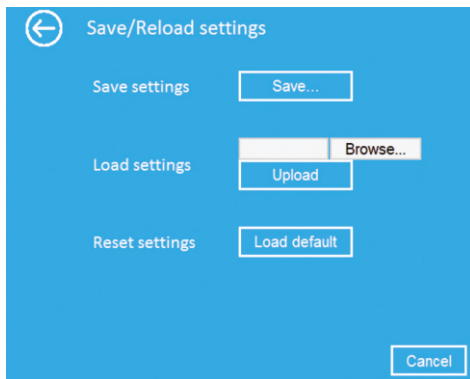 Save/Reload settings
Save settings
Save...
Browse...
Load settings
Upload
Reset settings
Load default
Cancel